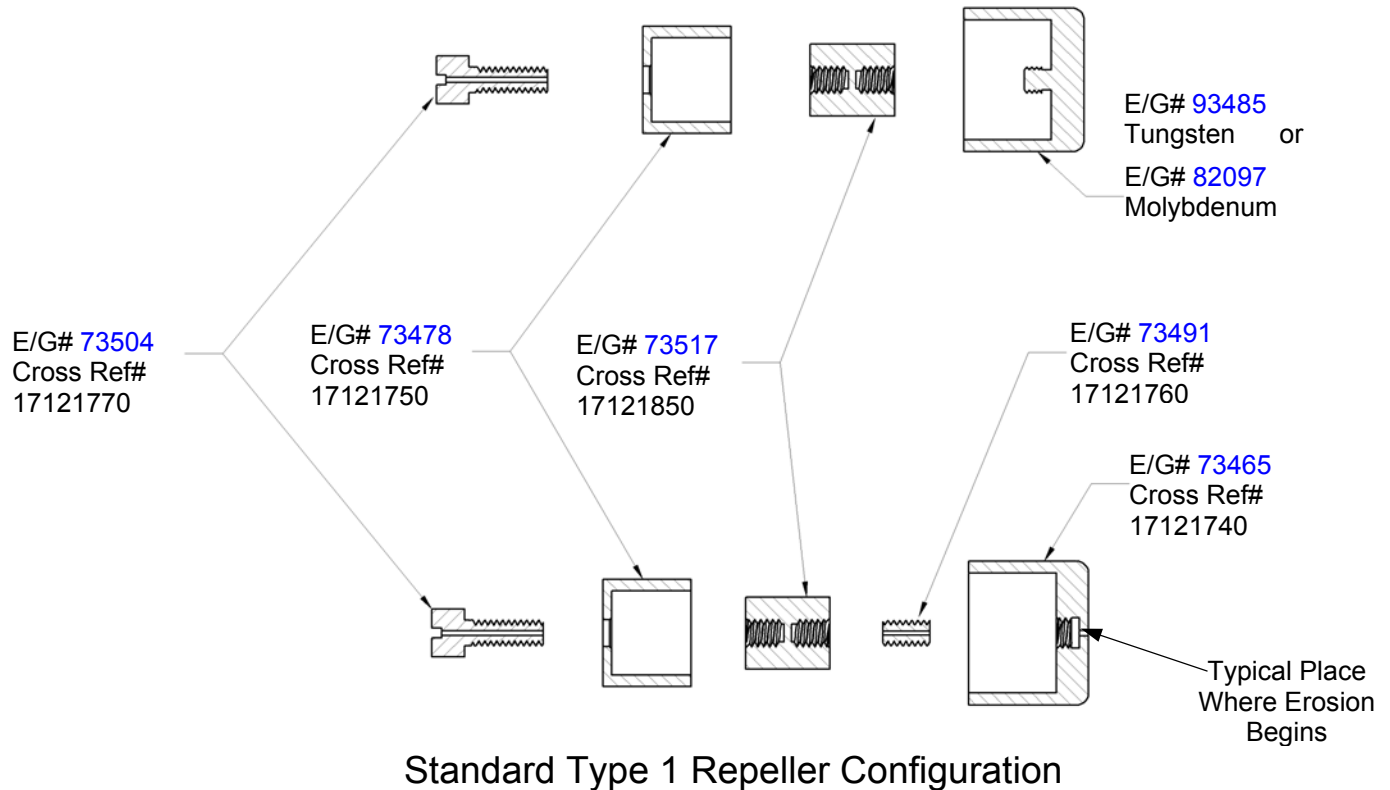 E/G# 93485
Tungsten or
E/G# 82097
Molybdenum
E/G# 73504
Cross Ref#
17121770
E/G# 73478
Cross Ref#
17121750
E/G# 73517
Cross Ref#
17121850
E/G# 73491
Cross Ref#
17121760
E/G# 73465
Cross Ref#
17121740
Typical Place
Where Erosion
Begins
Standard Type 1 Repeller Configuration